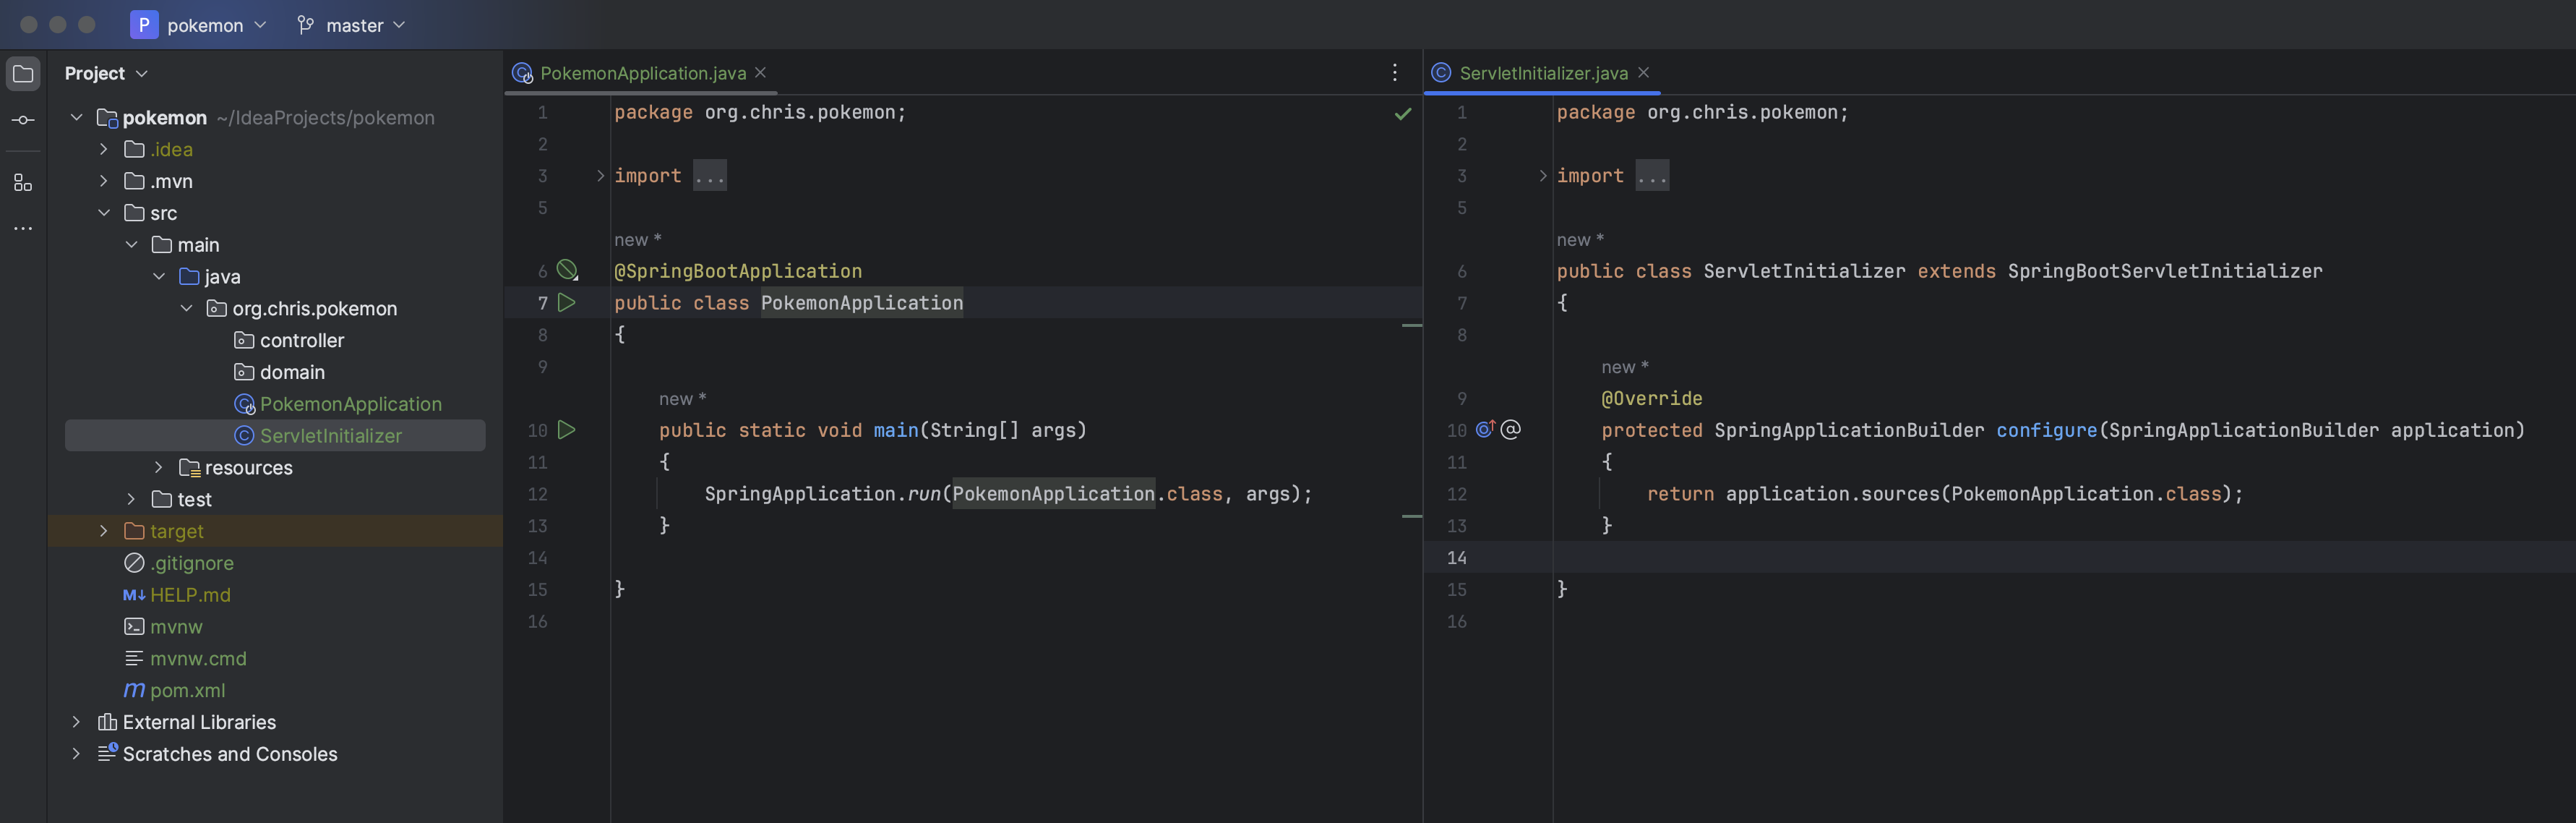 P pokemon master
Project
pokemon ~/IdeaProjects/pokemon
.idea
.mvn
src
main
java
org.chris.pokemon
controller
domain
PokemonApplication
ServletInitializer
resources
test
target
.gitignore
M↓ HELP.md
mvnw
mvnw.cmd
m pom.xml
External Libraries
Scratches and Consoles
PokemonApplication.java
1 package org.chris.pokemon;
2
3 import ...
5
new *
6 @SpringBootApplication
7 public class PokemonApplication
8 {
9
new *
10 public static void main(String[] args)
11 {
12 SpringApplication.run(PokemonApplication.class, args);
13 }
14
15 }
16
ServletInitializer.java
1 package org.chris.pokemon;
2
3 import ...
5
new *
6 public class ServletInitializer extends SpringBootServletInitializer
7 {
8
new *
9 @Override
10 protected SpringApplicationBuilder configure(SpringApplicationBuilder application)
11 {
12 return application.sources(PokemonApplication.class);
13 }
14
15 }
16